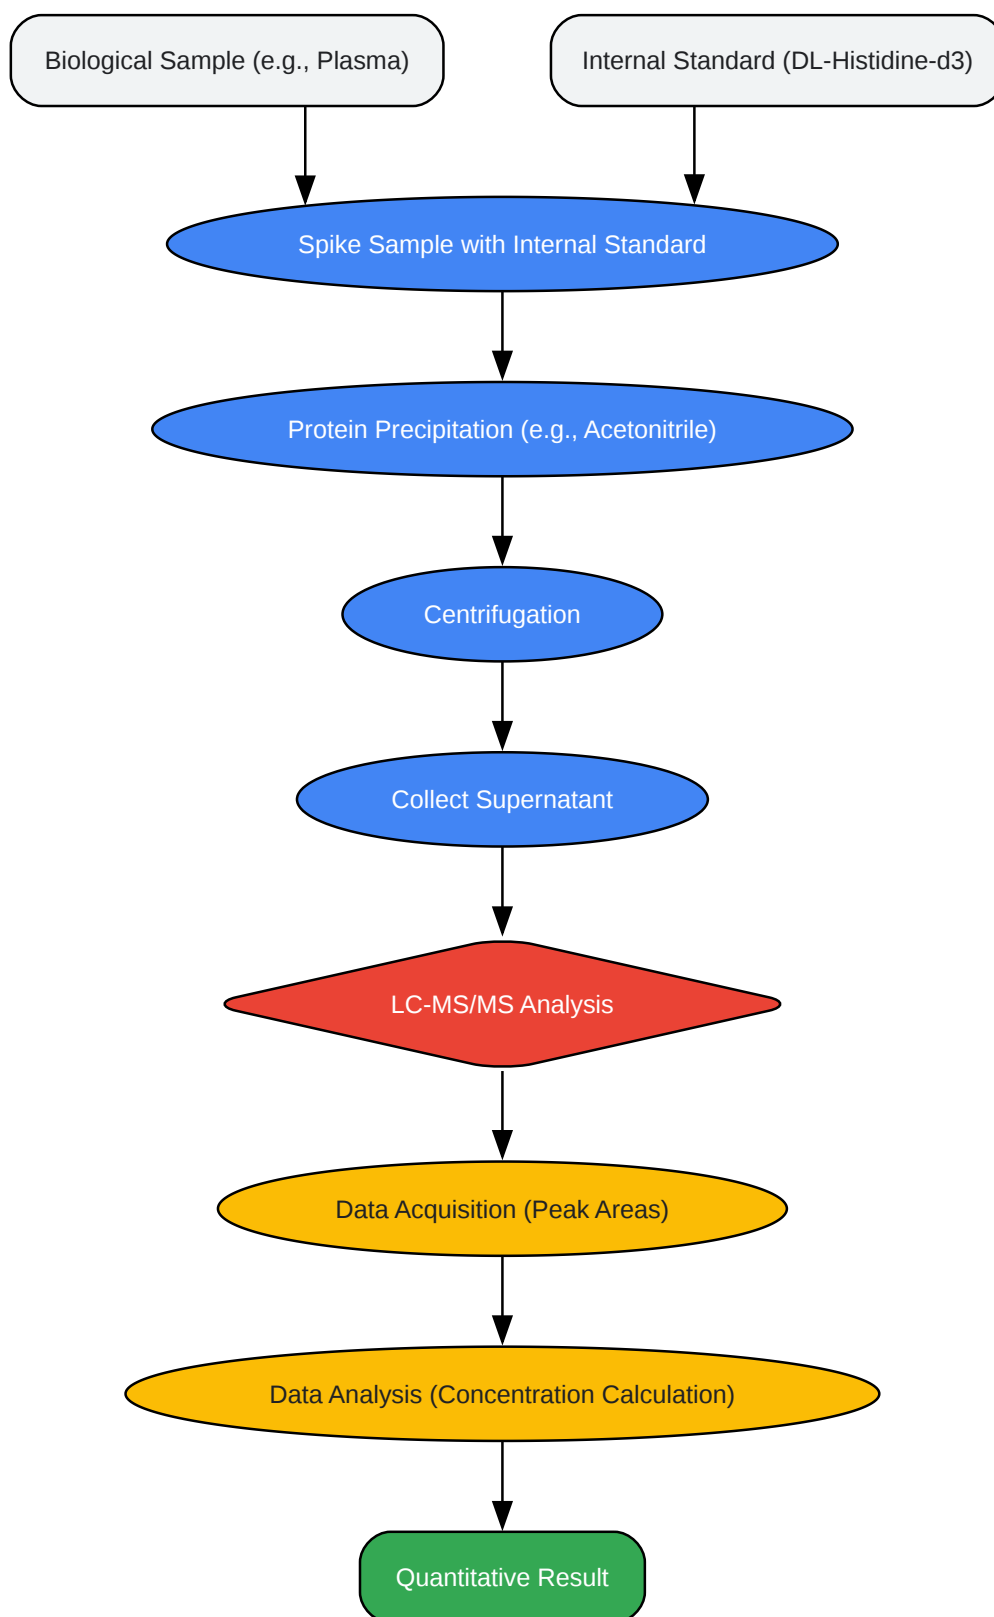 Biological Sample (e.g., Plasma)
Internal Standard (DL-Histidine-d3)
Spike Sample with Internal Standard
Protein Precipitation (e.g., Acetonitrile)
Centrifugation
Collect Supernatant
LC-MS/MS Analysis
Data Acquisition (Peak Areas)
Data Analysis (Concentration Calculation)
Quantitative Result